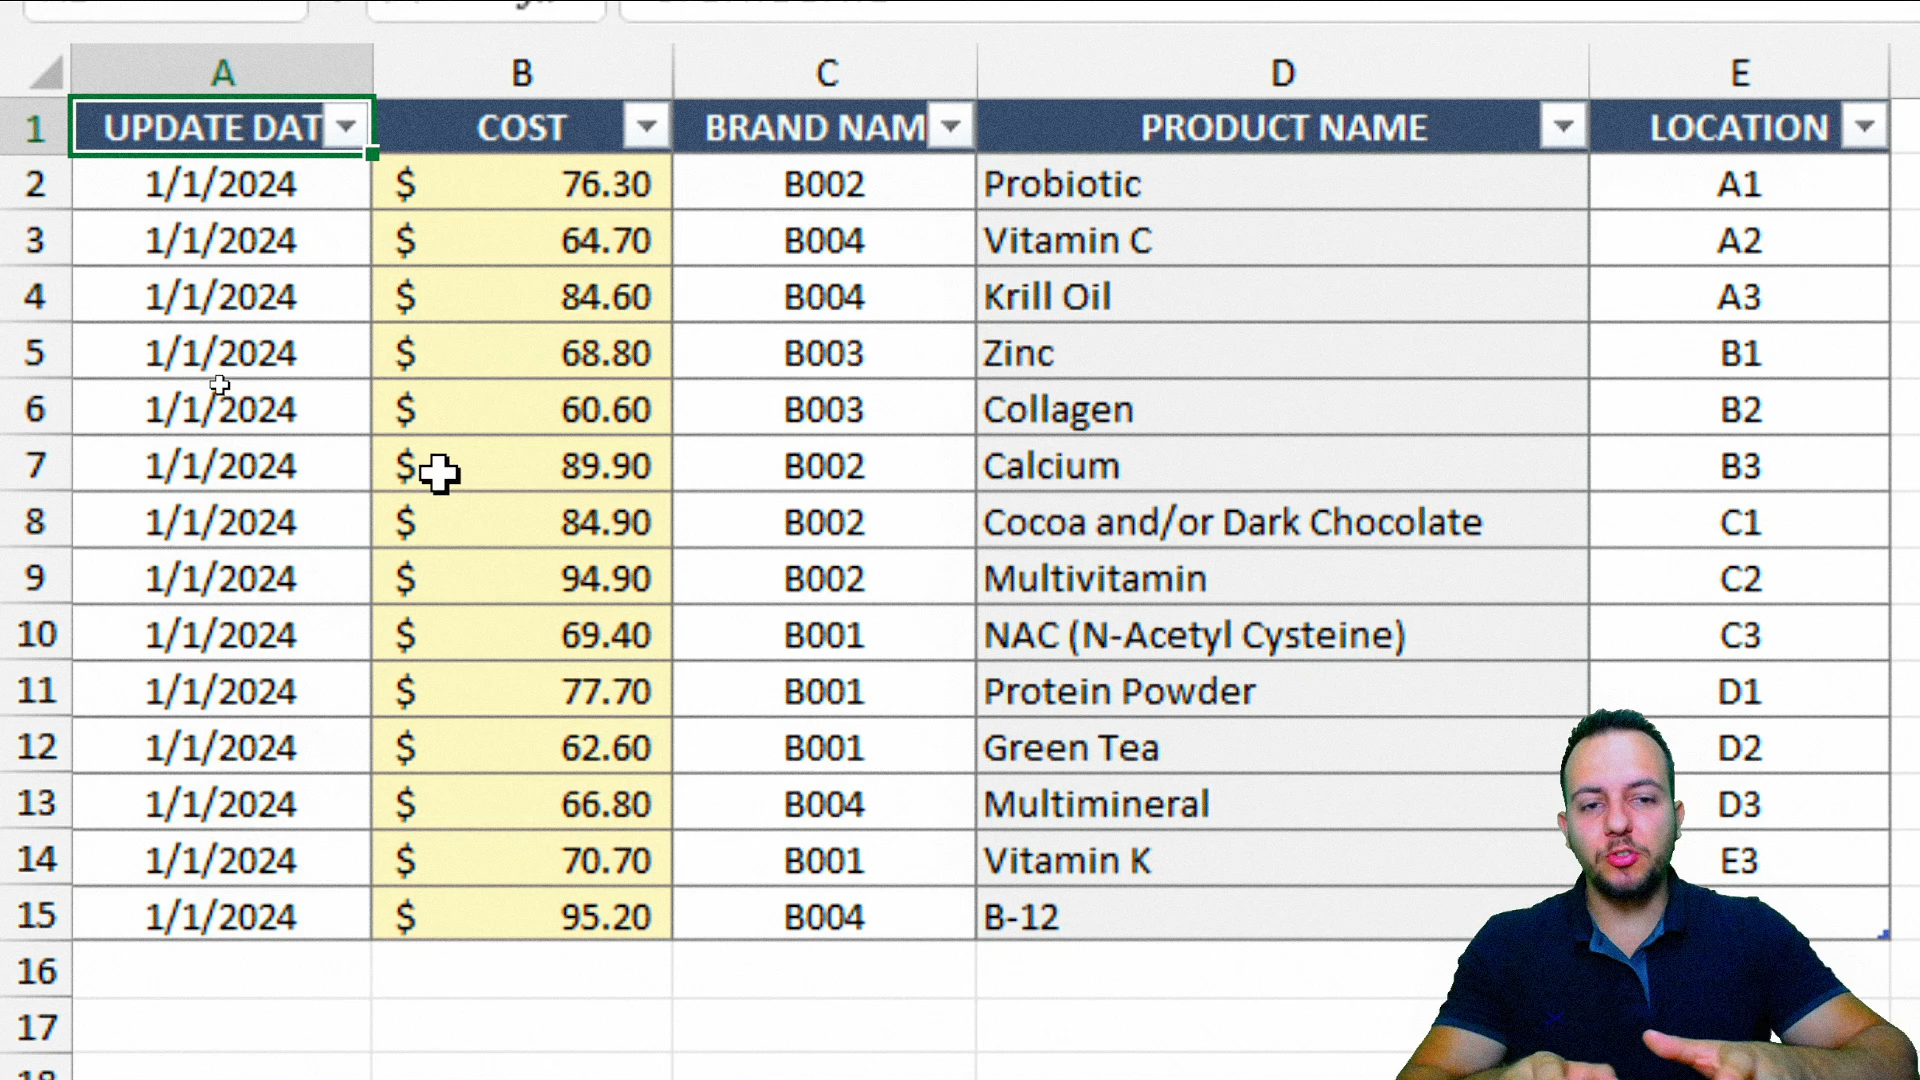 A B C D E
1 UPDATE DAT COST BRAND NAM PRODUCT NAME LOCATION
2 1/1/2024 $ 76.30 B002 Probiotic A1
3 1/1/2024 $ 64.70 B004 Vitamin C A2
4 1/1/2024 $ 84.60 B004 Krill Oil A3
5 1/1/2024 $ 68.80 B003 Zinc B1
6 1/1/2024 $ 60.60 B003 Collagen B2
7 1/1/2024 $ 89.90 B002 Calcium B3
8 1/1/2024 $ 84.90 B002 Cocoa and/or Dark Chocolate C1
9 1/1/2024 $ 94.90 B002 Multivitamin C2
10 1/1/2024 $ 69.40 B001 NAC (N-Acetyl Cysteine) C3
11 1/1/2024 $ 77.70 B001 Protein Powder D1
12 1/1/2024 $ 62.60 B001 Green Tea D2
13 1/1/2024 $ 66.80 B004 Multimineral D3
14 1/1/2024 $ 70.70 B001 Vitamin K E3
15 1/1/2024 $ 95.20 B004 B-12
16
17
18